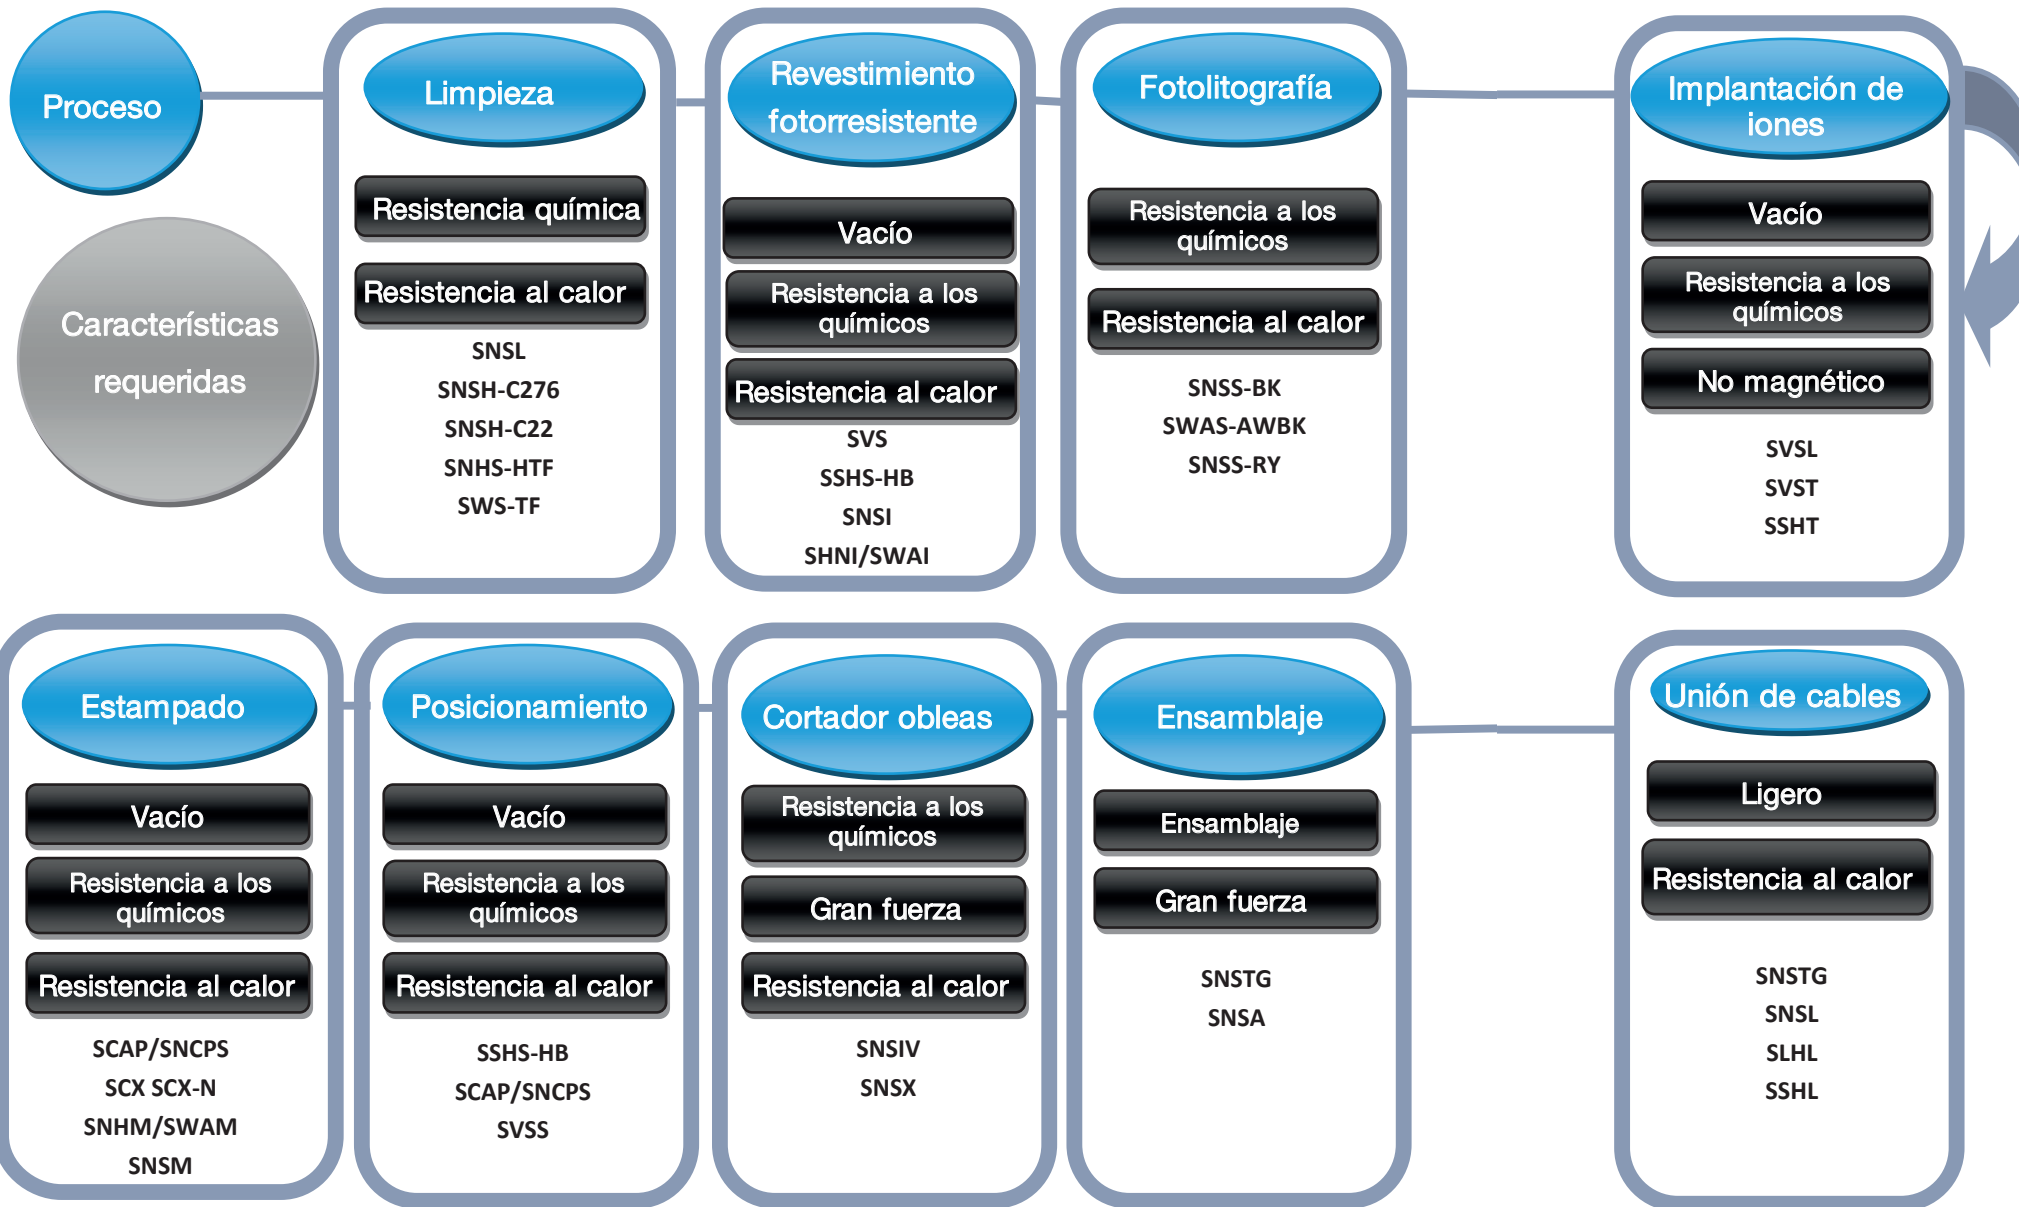 Proceso
Características
requeridas
Limpieza
Resistencia química
Resistencia al calor
SNSL
SNSH-C276
SNSH-C22
SNHS-HTF
SWS-TF
Revestimiento
fotorresistente
Vacío
Resistencia a los
químicos
Resistencia al calor
SVS
SSHS-HB
SNSI
SHNI/SWAI
Fotolitografía
Resistencia a los
químicos
Resistencia al calor
SNSS-BK
SWAS-AWBK
SNSS-RY
Implantación de
iones
Vacío
Resistencia a los
químicos
No magnético
SVSL
SVST
SSHT
Estampado
Vacío
Resistencia a los
químicos
Resistencia al calor
SCAP/SNCPS
SCX SCX-N
SNHM/SWAM
SNSM
Posicionamiento
Vacío
Resistencia a los
químicos
Resistencia al calor
SSHS-HB
SCAP/SNCPS
SVSS
Cortador obleas
Resistencia a los
químicos
Gran fuerza
Resistencia al calor
SNSIV
SNSX
Ensamblaje
Ensamblaje
Gran fuerza
SNSTG
SNSA
Unión de cables
Ligero
Resistencia al calor
SNSTG
SNSL
SLHL
SSHL